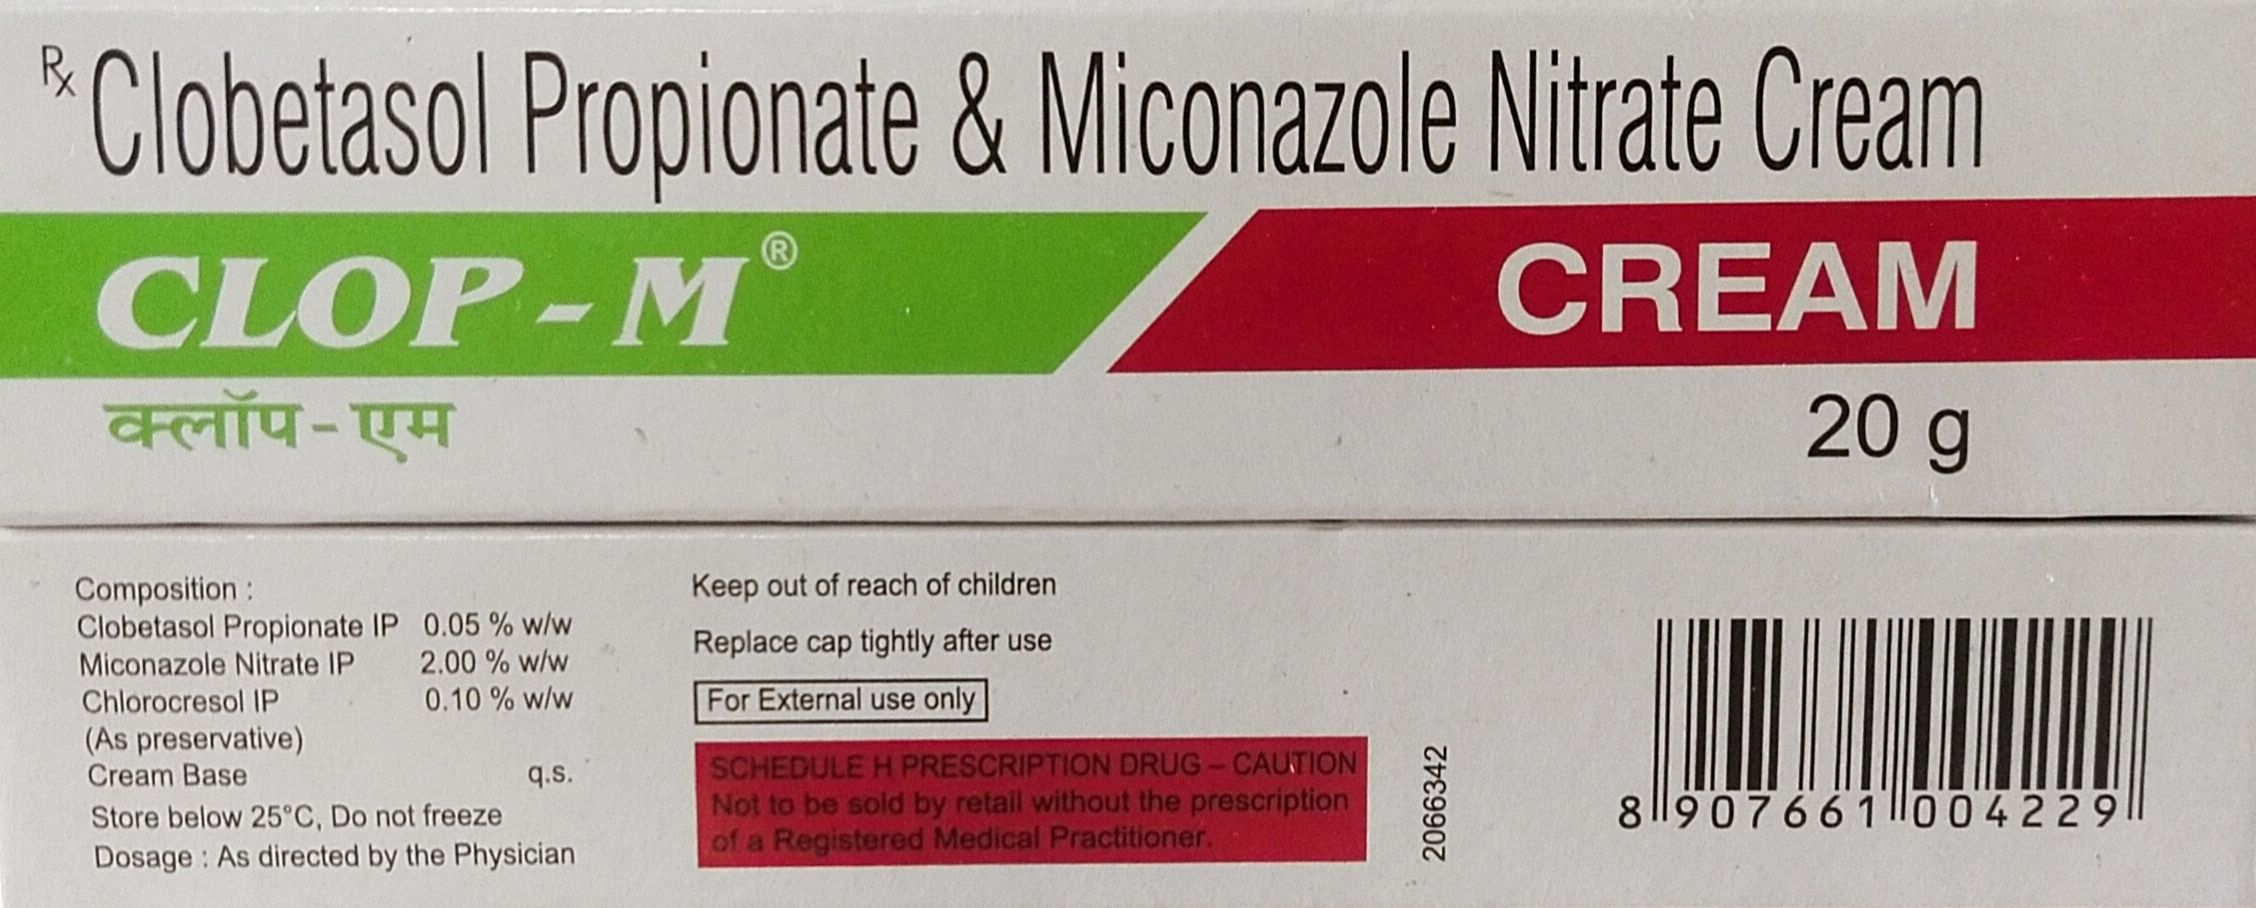 Rx Clobetasol Propionate & Miconazole Nitrate Cream
CLOP-M® CREAM
क्लॉप-एम
20 g
Composition :
Clobetasol Propionate IP 0.05 % w/w
Miconazole Nitrate IP 2.00 % w/w
Chlorocresol IP 0.10 % w/w
(As preservative)
Cream Base q.s.
Store below 25°C, Do not freeze
Dosage : As directed by the Physician
Keep out of reach of children
Replace cap tightly after use
For External use only
SCHEDULE H PRESCRIPTION DRUG – CAUTION
Not to be sold by retail without the prescription
of a Registered Medical Practitioner.
2066342
8 907661 004229